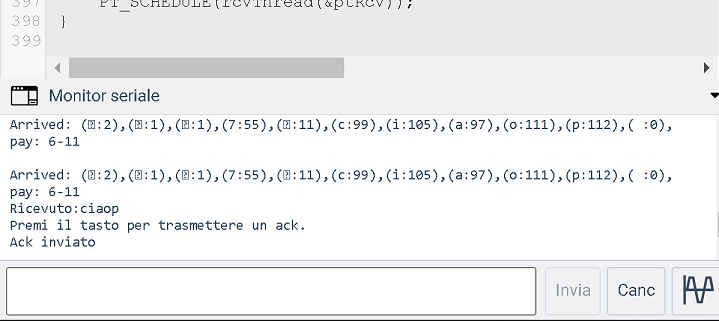 397 PT_SCHEDULE(rcvThread(&ptRcv));
398 }
399
Monitor seriale
Arrived: (:2),(:1),(:1),(7:55),(:11),(c:99),(i:105),(a:97),(o:111),(p:112),( :0),
pay: 6-11
Arrived: (:2),(:1),(:1),(7:55),(:11),(c:99),(i:105),(a:97),(o:111),(p:112),( :0),
pay: 6-11
Ricevuto:ciaop
Premi il tasto per trasmettere un ack.
Ack inviato
Invia
Canc